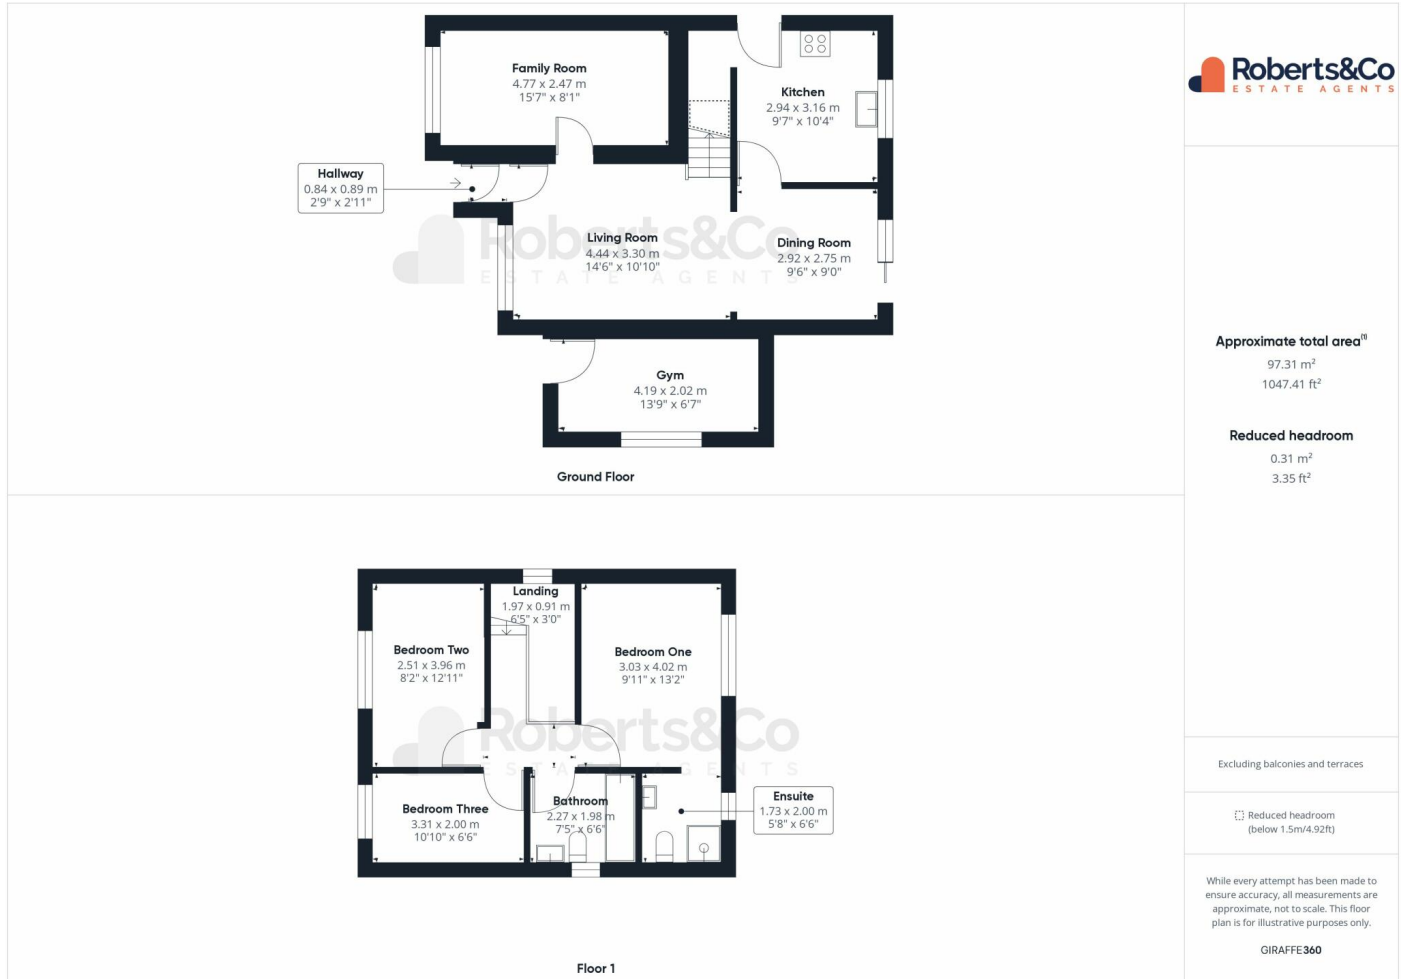 Family Room
4.77 x 2.47 m
15'7" x 8'1"
Kitchen
2.94 x 3.16 m
9'7" x 10'4"
Hallway
0.84 x 0.89 m
2'9" x 2'11"
Roberts&Co
ESTATE AGENTS
Living Room
4.44 x 3.30 m
14'6" x 10'10"
Dining Room
2.92 x 2.75 m
9'6" x 9'0"
Gym
4.19 x 2.02 m
13'9" x 6'7"
Ground Floor
Landing
1.97 x 0.91 m
6'5" x 3'0"
Bedroom Two
2.51 x 3.96 m
8'2" x 12'11"
Bedroom One
3.03 x 4.02 m
9'11" x 13'2"
Roberts&Co
ESTATE AGENTS
Bedroom Three
3.31 x 2.00 m
10'10" x 6'6"
Bathroom
2.27 x 1.98 m
7'5" x 6'6"
Ensuite
1.73 x 2.00 m
5'8" x 6'6"
Floor 1
Roberts&Co
ESTATE AGENTS
Approximate total area(1)
97.31 m²
1047.41 ft²
Reduced headroom
0.31 m²
3.35 ft²
Excluding balconies and terraces
Reduced headroom
(below 1.5m/4.92ft)
While every attempt has been made to
ensure accuracy, all measurements are
approximate, not to scale. This floor
plan is for illustrative purposes only.
GIRAFFE360